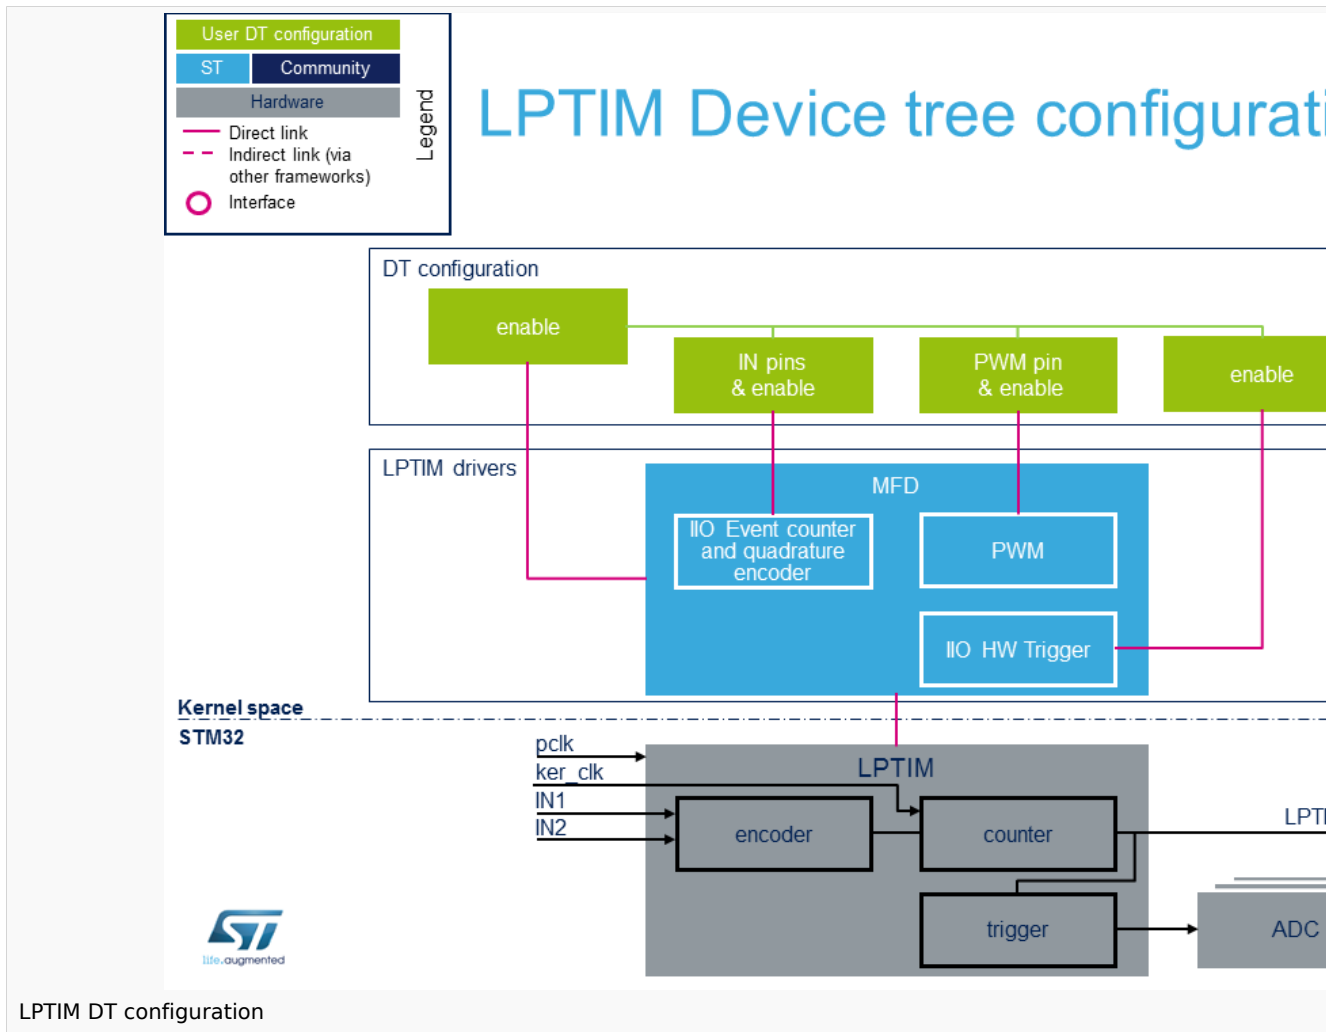 User DT configuration
ST
Community
Hardware
Direct link
Indirect link (via
other frameworks)
Interface
Legend
LPTIM Device tree configurati
DT configuration
enable
IN pins
& enable
PWM pin
& enable
enable
LPTIM drivers
MFD
IIO Event counter
and quadrature
encoder
PWM
IIO HW Trigger
Kernel space
STM32
pclk
ker_clk
IN1
IN2
LPTIM
encoder
counter
LPTI
trigger
ADC
ST
life.augmented
LPTIM DT configuration